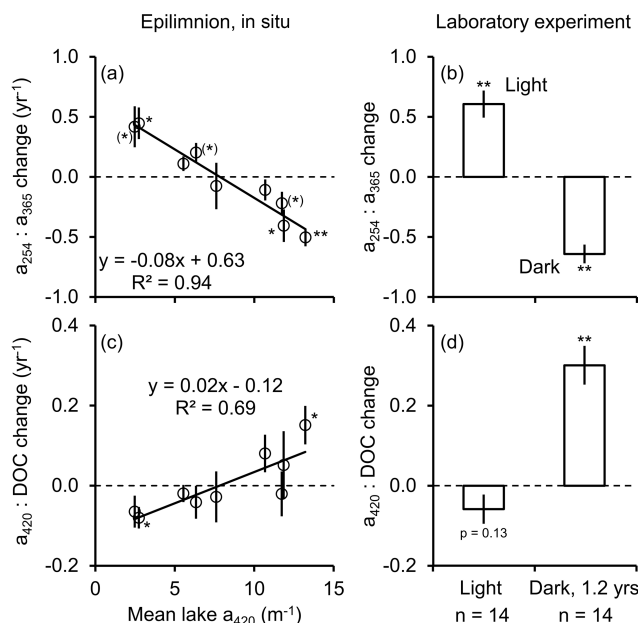 Epilimnion, in situ
Laboratory experiment
(a)
a254 : a365 change (yr-1)
1.0
0.5
0.0
-0.5
-1.0
(*)
*
(*)
(*)
*
**
y = -0.08x + 0.63
R² = 0.94
(b)
a254 : a365 change
1.0
0.5
0.0
-0.5
-1.0
**
Light
Dark
**
(c)
a420 : DOC change (yr-1)
0.4
0.2
0.0
-0.2
y = 0.02x - 0.12
R² = 0.69
*
*
0
5
10
15
Mean lake a420 (m-1)
(d)
a420 : DOC change
0.4
0.2
0.0
-0.2
**
p = 0.13
Light
Dark, 1.2 yrs
n = 14
n = 14